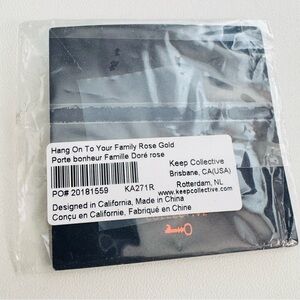 Hang On To Your Family Rose Gold
Porte bonheur Famille Doré rose
Keep Collective
Brisbane, CA(USA)
PO# 20181559 KA271R
Rotterdam, NL
www.keepcollective.com
Designed in California, Made in China
Conçu en Californie, Fabriqué en Chine